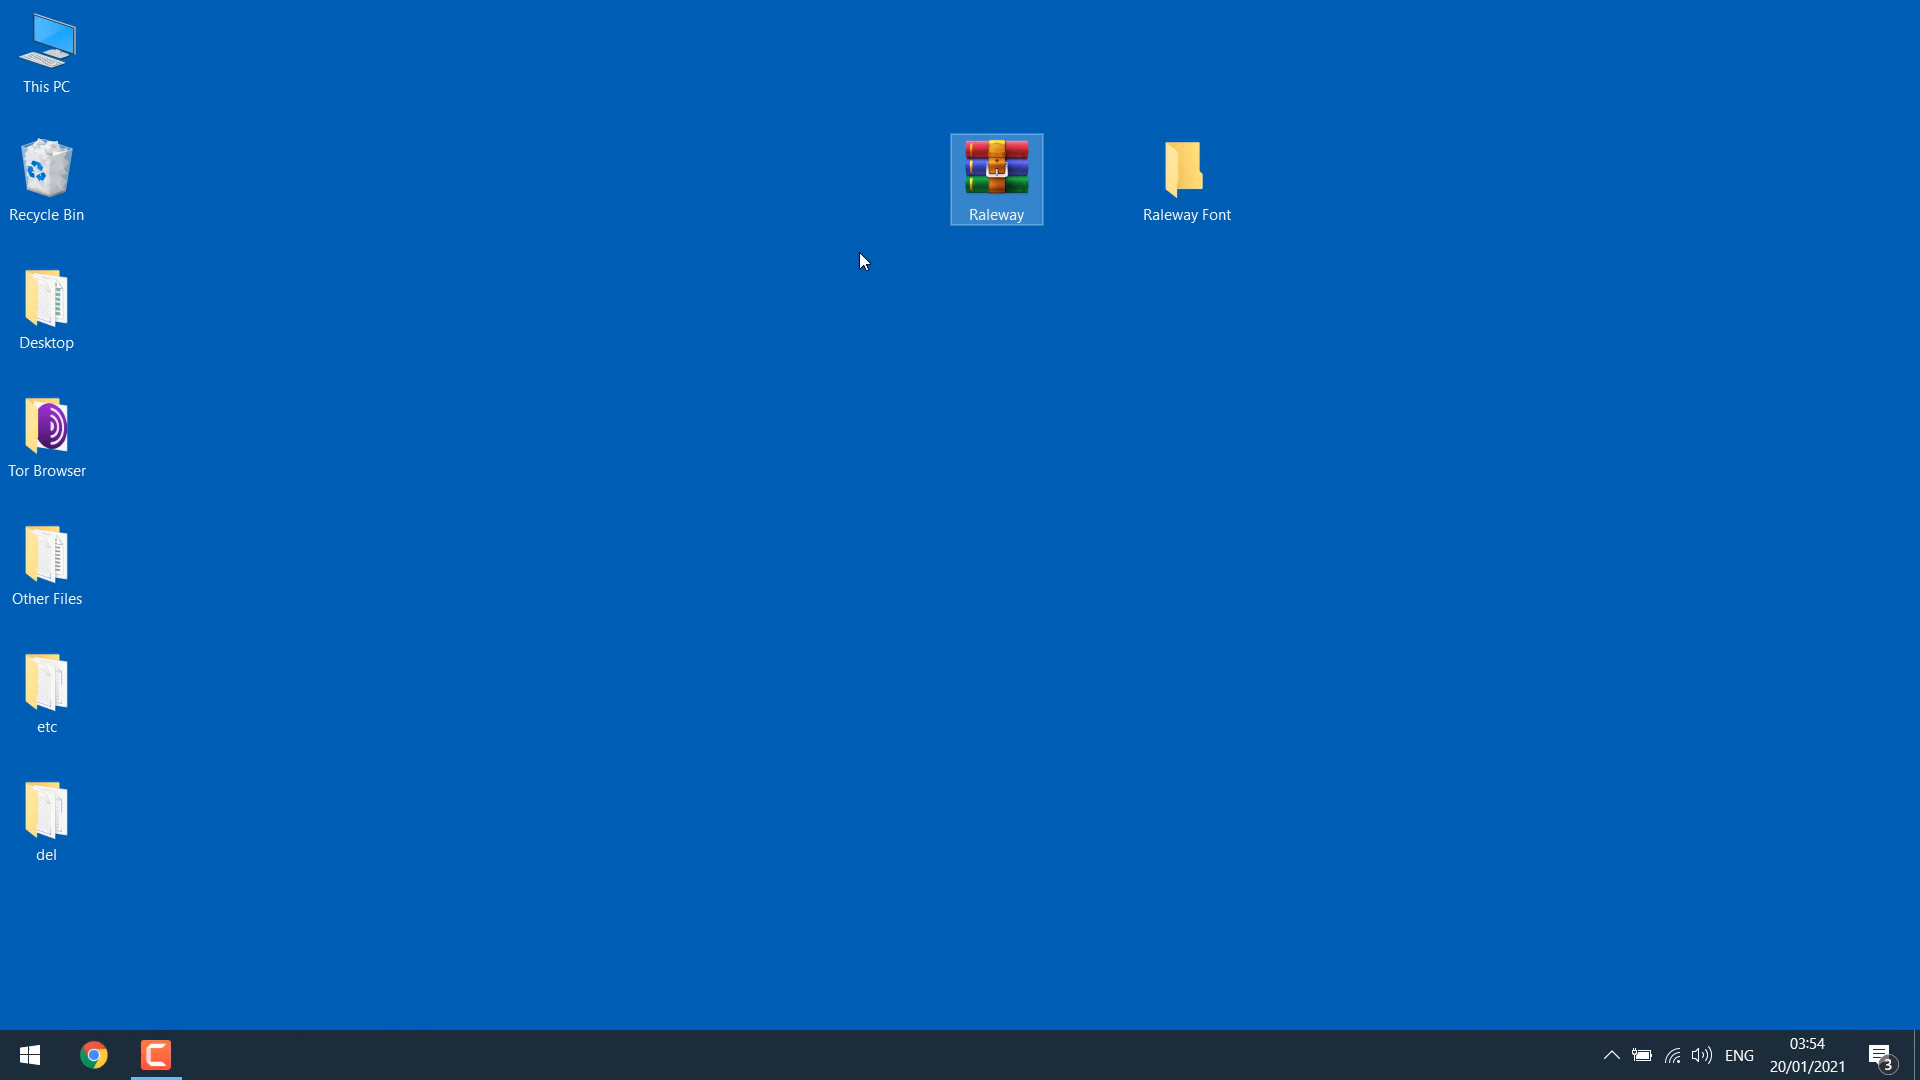 This PC
Recycle Bin
Desktop
Tor Browser
Other Files
etc
del
Raleway
Raleway Font
ENG
03:54
20/01/2021
3